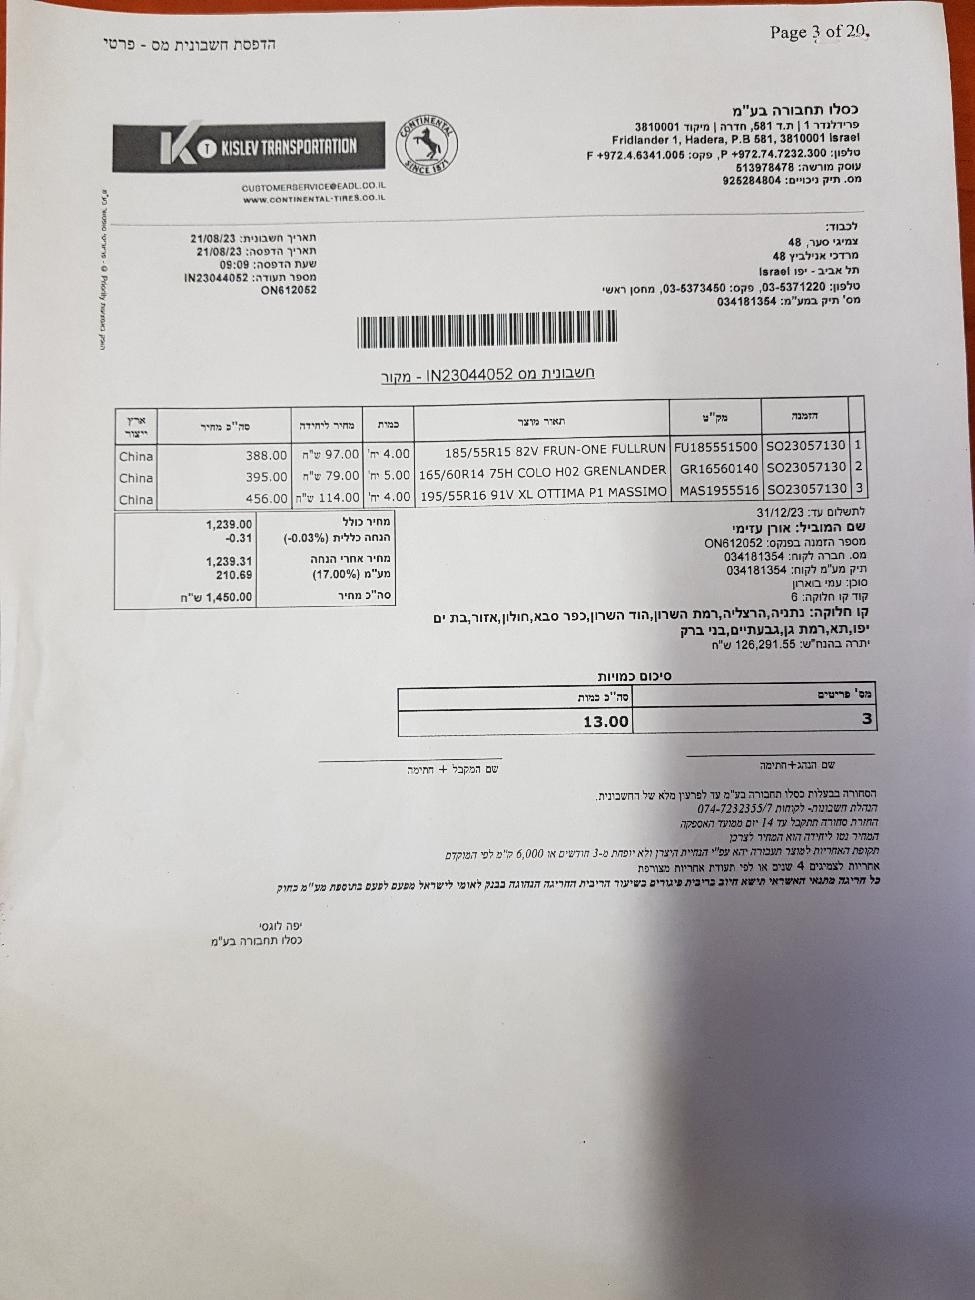 Page 3 of 20
הדפסת חשבונית מס - פרטי
כסלו תחבורה בע"מ
פרידלנדר 1 | ת.ד 581, חדרה | מיקוד 3810001
Fridlander 1, Hadera, P.B 581, 3810001 Israel
טלפון: P +972.74.7232.300, פקס: F +972.4.6341.005
עוסק מורשה: 513978478
מס. תיק ניכויים: 925284804
KISLEV TRANSPORTATION
CONTINENTAL
SINCE 1871
CUSTOMERSERVICE@EADL.CO.IL
WWW.CONTINENTAL-TIRES.CO.IL
לכבוד:
צמיגי סער, 48
מרדכי אנילביץ 48
תל אביב - יפו Israel
טלפון: 03-5371220, פקס: 03-5373450, מחסן ראשי
מס' תיק במע"מ: 034181354
תאריך חשבונית: 21/08/23
תאריך הדפסה: 21/08/23
שעת הדפסה: 09:09
מספר תעודה: IN23044052
ON612052
חשבונית מס IN23044052 - מקור
הזמנה מק"ט תאור מוצר כמות מחיר ליחידה סה"כ מחיר ארץ ייצור
1 SO23057130 FU185551500 185/55R15 82V FRUN-ONE FULLRUN 4.00 יח' 97.00 ש"ח 388.00 China
2 SO23057130 GR16560140 165/60R14 75H COLO H02 GRENLANDER 5.00 יח' 79.00 ש"ח 395.00 China
3 SO23057130 MAS1955516 195/55R16 91V XL OTTIMA P1 MASSIMO 4.00 יח' 114.00 ש"ח 456.00 China
מחיר כולל 1,239.00
הנחה כללית (-0.03%) -0.31
מחיר אחרי הנחה 1,239.31
מע"מ (17.00%) 210.69
סה"כ מחיר 1,450.00 ש"ח
לתשלום עד: 31/12/23
שם המוביל: אורן עזימי
מספר הזמנה בפנקס: ON612052
מס. חברה לקוח: 034181354
תיק מע"מ לקוח: 034181354
סוכן: עמי בוארון
קוד קו חלוקה: 6
קו חלוקה: נתניה,הרצליה,רמת השרון,הוד השרון,כפר סבא,חולון,אזור,בת ים
יפו,תא,רמת גן,גבעתיים,בני ברק
יתרה בהנח"ש: 126,291.55 ש"ח
סיכום כמויות
מס' פריטים סה"כ כמות
3 13.00
שם הנהג+חתימה
שם המקבל + חתימה
הסחורה בבעלות כסלו תחבורה בע"מ עד לפרעון מלא של החשבונית.
הנהלת חשבונות- לקוחות 074-7232355/7
החזרת סחורה תתקבל עד 14 יום ממועד האספקה
המחיר נטו ליחידה הוא המחיר לצרכן
תקופת האחריות למוצר תעבורה יהא עפ"י הנחיית היצרן ולא יופחת מ-3 חודשים או 6,000 ק"מ לפי המוקדם
אחריות לצמיגים 4 שנים או לפי תעודת אחריות מצורפת
כל חריגה מתנאי האשראי תישא חיוב בריבית פיגורים בשיעור הריבית החריגה הנהוגה בבנק לאומי לישראל מפעם לפעם בתוספת מע"מ כחוק
יפה לוגסי
כסלו תחבורה בע"מ